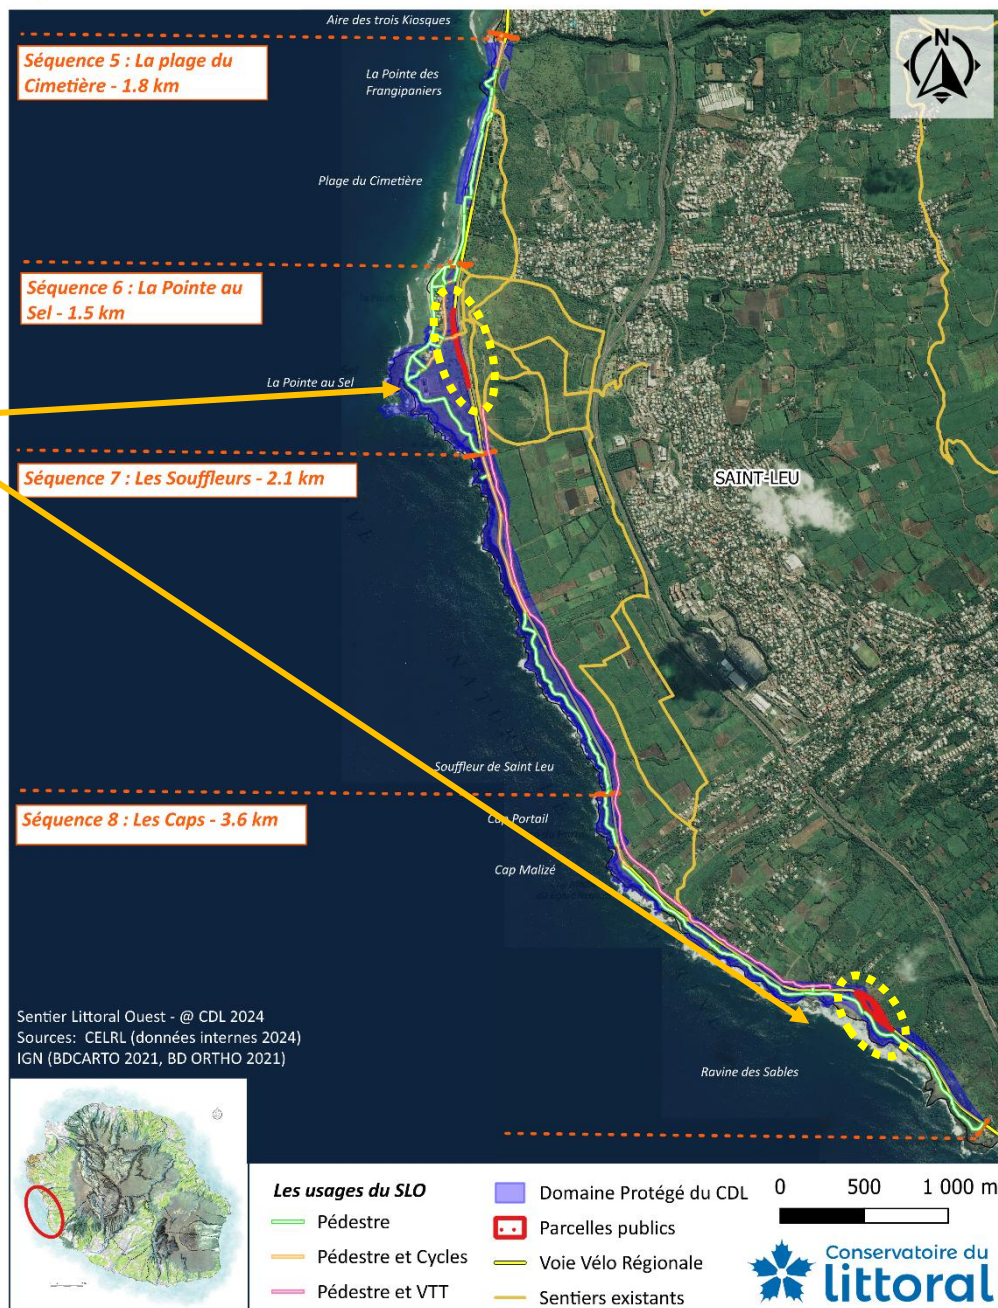 Aire des trois Kiosques
Séquence 5 : La plage du
Cimetière - 1.8 km
La Pointe des
Frangipaniers
N
Plage du Cimetière
Séquence 6 : La Pointe au
Sel - 1.5 km
La Pointe au Sel
Séquence 7 : Les Souffleurs - 2.1 km
SAINT-LEU
Souffleur de Saint Leu
Séquence 8 : Les Caps - 3.6 km
Cap Portail
Cap Malizé
Sentier Littoral Ouest - @ CDL 2024
Sources: CELRL (données internes 2024)
IGN (BDCARTO 2021, BD ORTHO 2021)
Ravine des Sables
Les usages du SLO
Pédestre
Pédestre et Cycles
Pédestre et VTT
Domaine Protégé du CDL
Parcelles publics
Voie Vélo Régionale
Sentiers existants
0 500 1 000 m
Conservatoire du
littoral